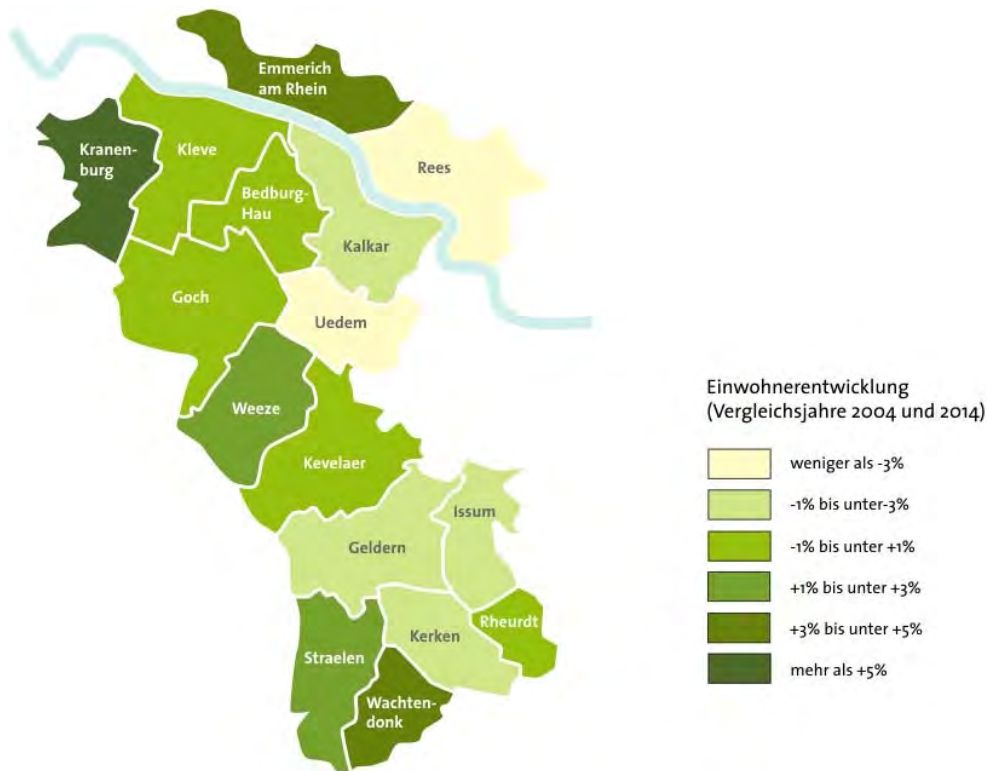 Emmerich
am Rhein
Kranen-
burg
Kleve
Rees
Bedburg-
Hau
Kalkar
Goch
Uedem
Weeze
Kevelaer
Issum
Geldern
Rheurdt
Kerken
Straelen
Wachten-
donk
Einwohnerentwicklung
(Vergleichsjahre 2004 und 2014)
weniger als -3%
-1% bis unter-3%
-1% bis unter +1%
+1% bis unter +3%
+3% bis unter +5%
mehr als +5%